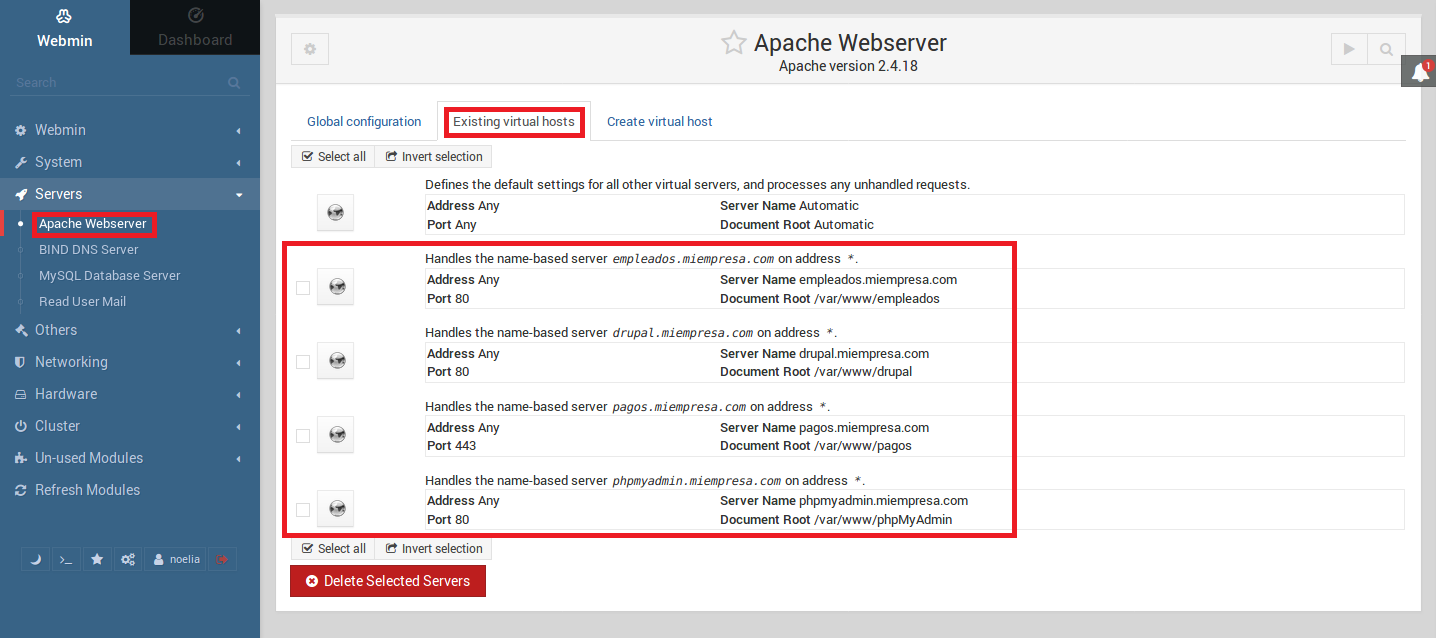 Webmin
Dashboard
Search
Webmin
System
Servers
Apache Webserver
BIND DNS Server
MySQL Database Server
Read User Mail
Others
Networking
Hardware
Cluster
Un-used Modules
Refresh Modules
noelia
Apache Webserver
Apache version 2.4.18
1
Global configuration
Existing virtual hosts
Create virtual host
Select all
Invert selection
Defines the default settings for all other virtual servers, and processes any unhandled requests.
Address Any
Server Name Automatic
Port Any
Document Root Automatic
Handles the name-based server empleados.miempresa.com on address *.
Address Any
Server Name empleados.miempresa.com
Port 80
Document Root /var/www/empleados
Handles the name-based server drupal.miempresa.com on address *.
Address Any
Server Name drupal.miempresa.com
Port 80
Document Root /var/www/drupal
Handles the name-based server pagos.miempresa.com on address *.
Address Any
Server Name pagos.miempresa.com
Port 443
Document Root /var/www/pagos
Handles the name-based server phpmyadmin.miempresa.com on address *.
Address Any
Server Name phpmyadmin.miempresa.com
Port 80
Document Root /var/www/phpMyAdmin
Select all
Invert selection
Delete Selected Servers